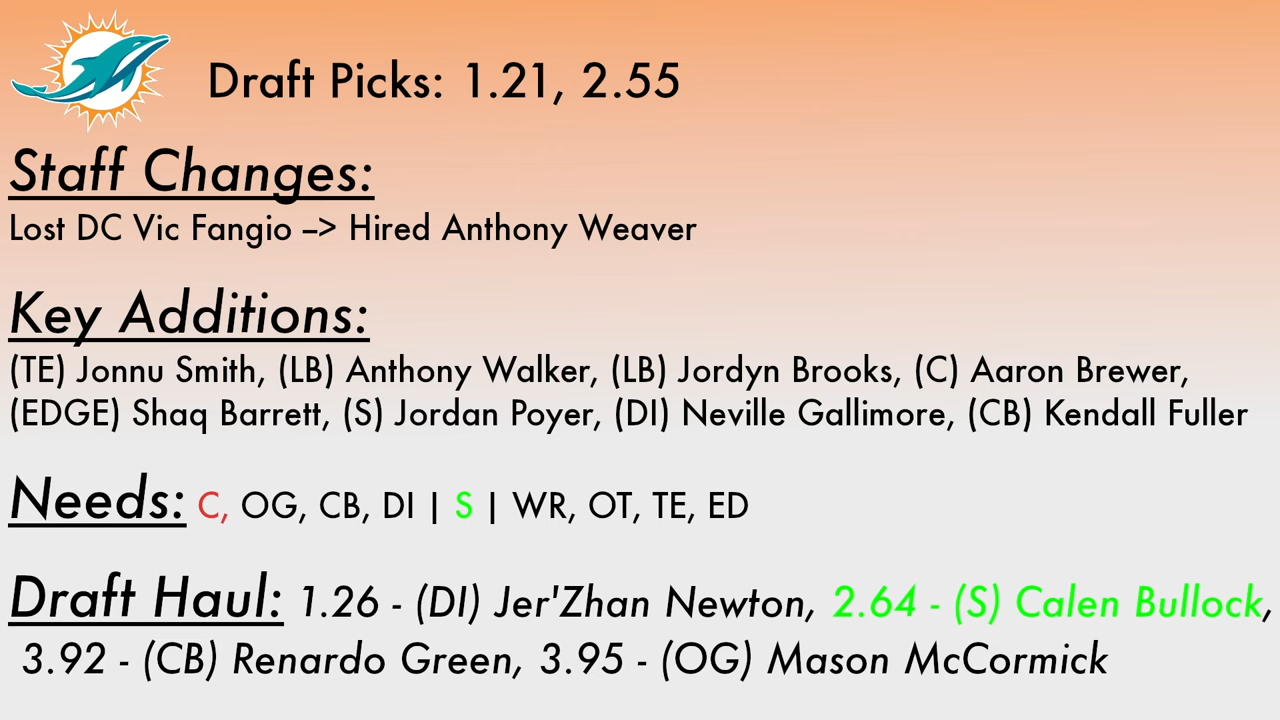 Draft Picks: 1.21, 2.55
Staff Changes:
Lost DC Vic Fangio –> Hired Anthony Weaver
Key Additions:
(TE) Jonnu Smith, (LB) Anthony Walker, (LB) Jordyn Brooks, (C) Aaron Brewer,
(EDGE) Shaq Barrett, (S) Jordan Poyer, (DI) Neville Gallimore, (CB) Kendall Fuller
Needs: C, OG, CB, DI | S | WR, OT, TE, ED
Draft Haul: 1.26 - (DI) Jer'Zhan Newton, 2.64 - (S) Calen Bullock,
3.92 - (CB) Renardo Green, 3.95 - (OG) Mason McCormick